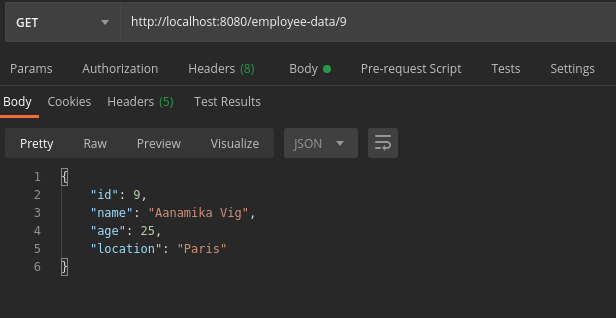 GET http://localhost:8080/employee-data/9
Params Authorization Headers (8) Body Pre-request Script Tests Settings
Body Cookies Headers (5) Test Results
Pretty Raw Preview Visualize JSON
1 {
2 "id": 9,
3 "name": "Aanamika Vig",
4 "age": 25,
5 "location": "Paris"
6 }